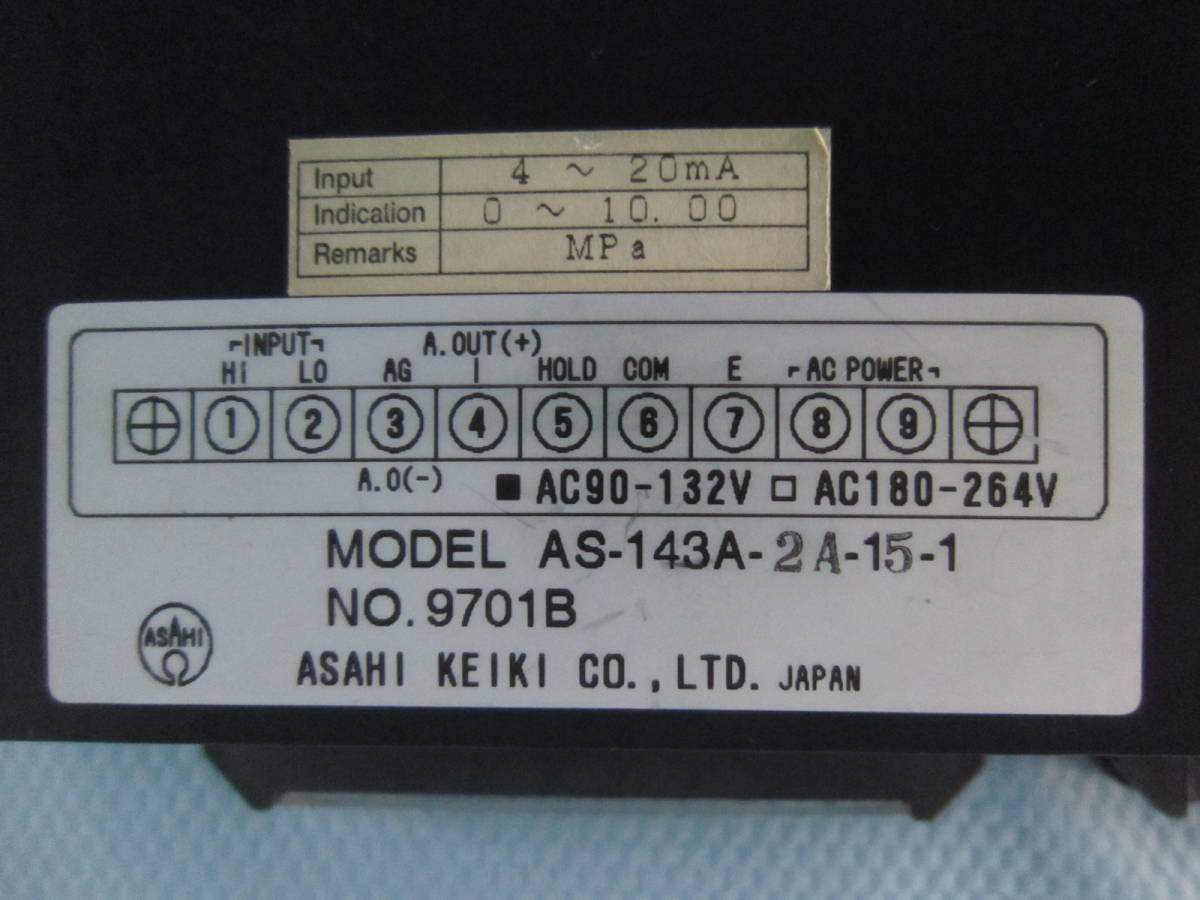 Input 4 ~ 20mA
Indication 0 ~ 10.00
Remarks MPa
INPUT A.OUT(+)
HI LO AG I HOLD COM E AC POWER
1 2 3 4 5 6 7 8 9
A.O(-) ■ AC90-132V □ AC180-264V
MODEL AS-143A-2A-15-1
NO. 9701B
ASAHI
ASAHI KEIKI CO., LTD. JAPAN